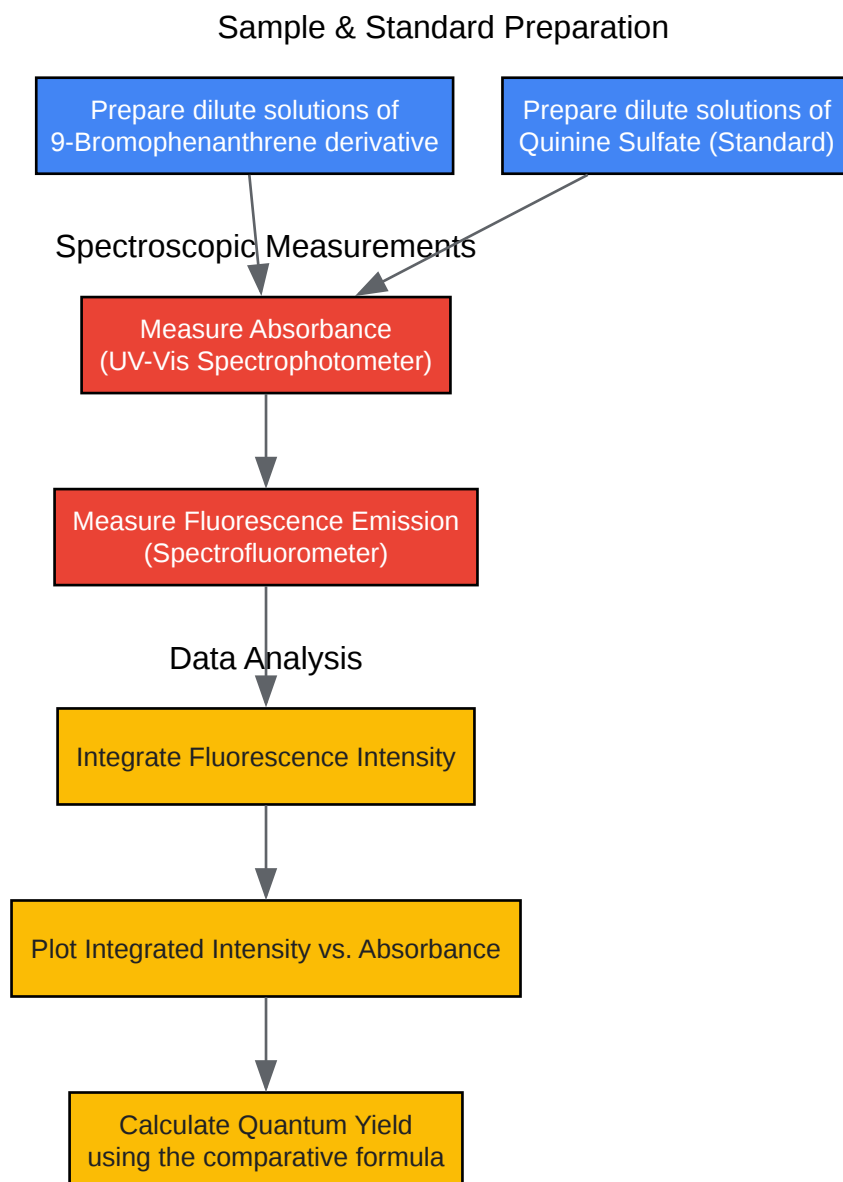 Sample & Standard Preparation
Prepare dilute solutions of
9-Bromophenanthrene derivative
Prepare dilute solutions of
Quinine Sulfate (Standard)
Spectroscopic Measurements
Measure Absorbance
(UV-Vis Spectrophotometer)
Measure Fluorescence Emission
(Spectrofluorometer)
Data Analysis
Integrate Fluorescence Intensity
Plot Integrated Intensity vs. Absorbance
Calculate Quantum Yield
using the comparative formula